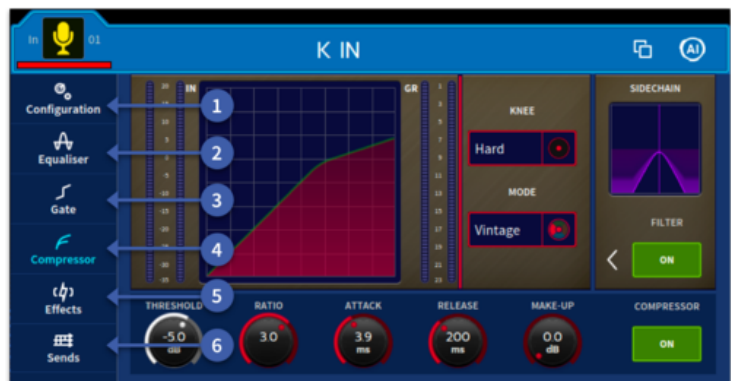 In
01
K IN
AI
Configuration
1
Equaliser
2
Gate
3
Compressor
4
Effects
5
Sends
6
IN
GR
KNEE
Hard
MODE
Vintage
SIDECHAIN
FILTER
ON
THRESHOLD
-5.0
dB
RATIO
3.0
ATTACK
3.9
ms
RELEASE
200
ms
MAKE-UP
0.0
dB
COMPRESSOR
ON